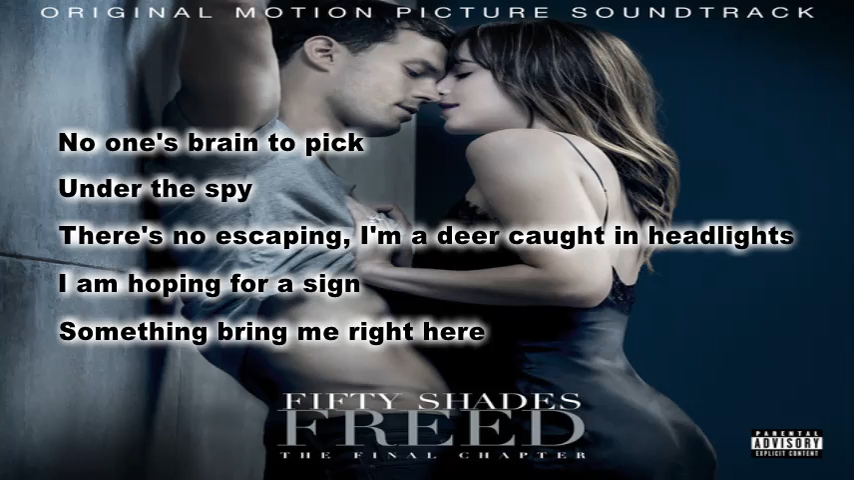 ORIGINAL MOTION PICTURE SOUNDTRACK
No one's brain to pick
Under the spy
There's no escaping, I'm a deer caught in headlights
I am hoping for a sign
Something bring me right here
FIFTY SHADES
FREED
THE FINAL CHAPTER
PARENTAL
ADVISORY
EXPLICIT CONTENT